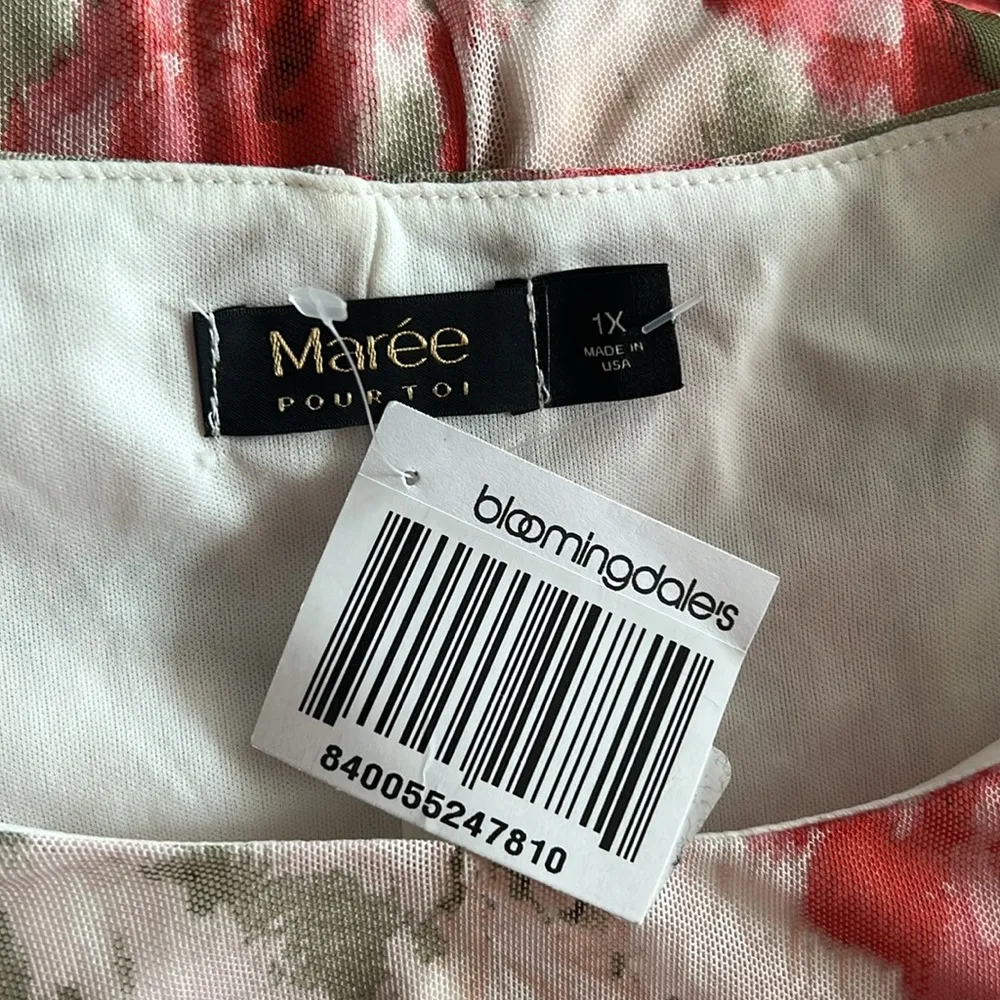 Marée
POUR TOI
1X
MADE IN
USA
bloomingdale's
840055247810